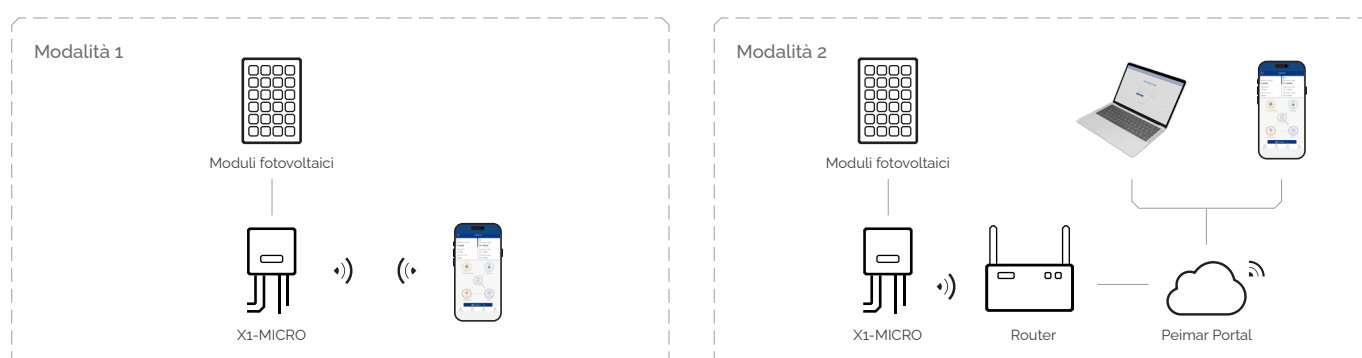 Modalità 1
Moduli fotovoltaici
X1-MICRO
Modalità 2
Moduli fotovoltaici
X1-MICRO
Router
Peimar Portal